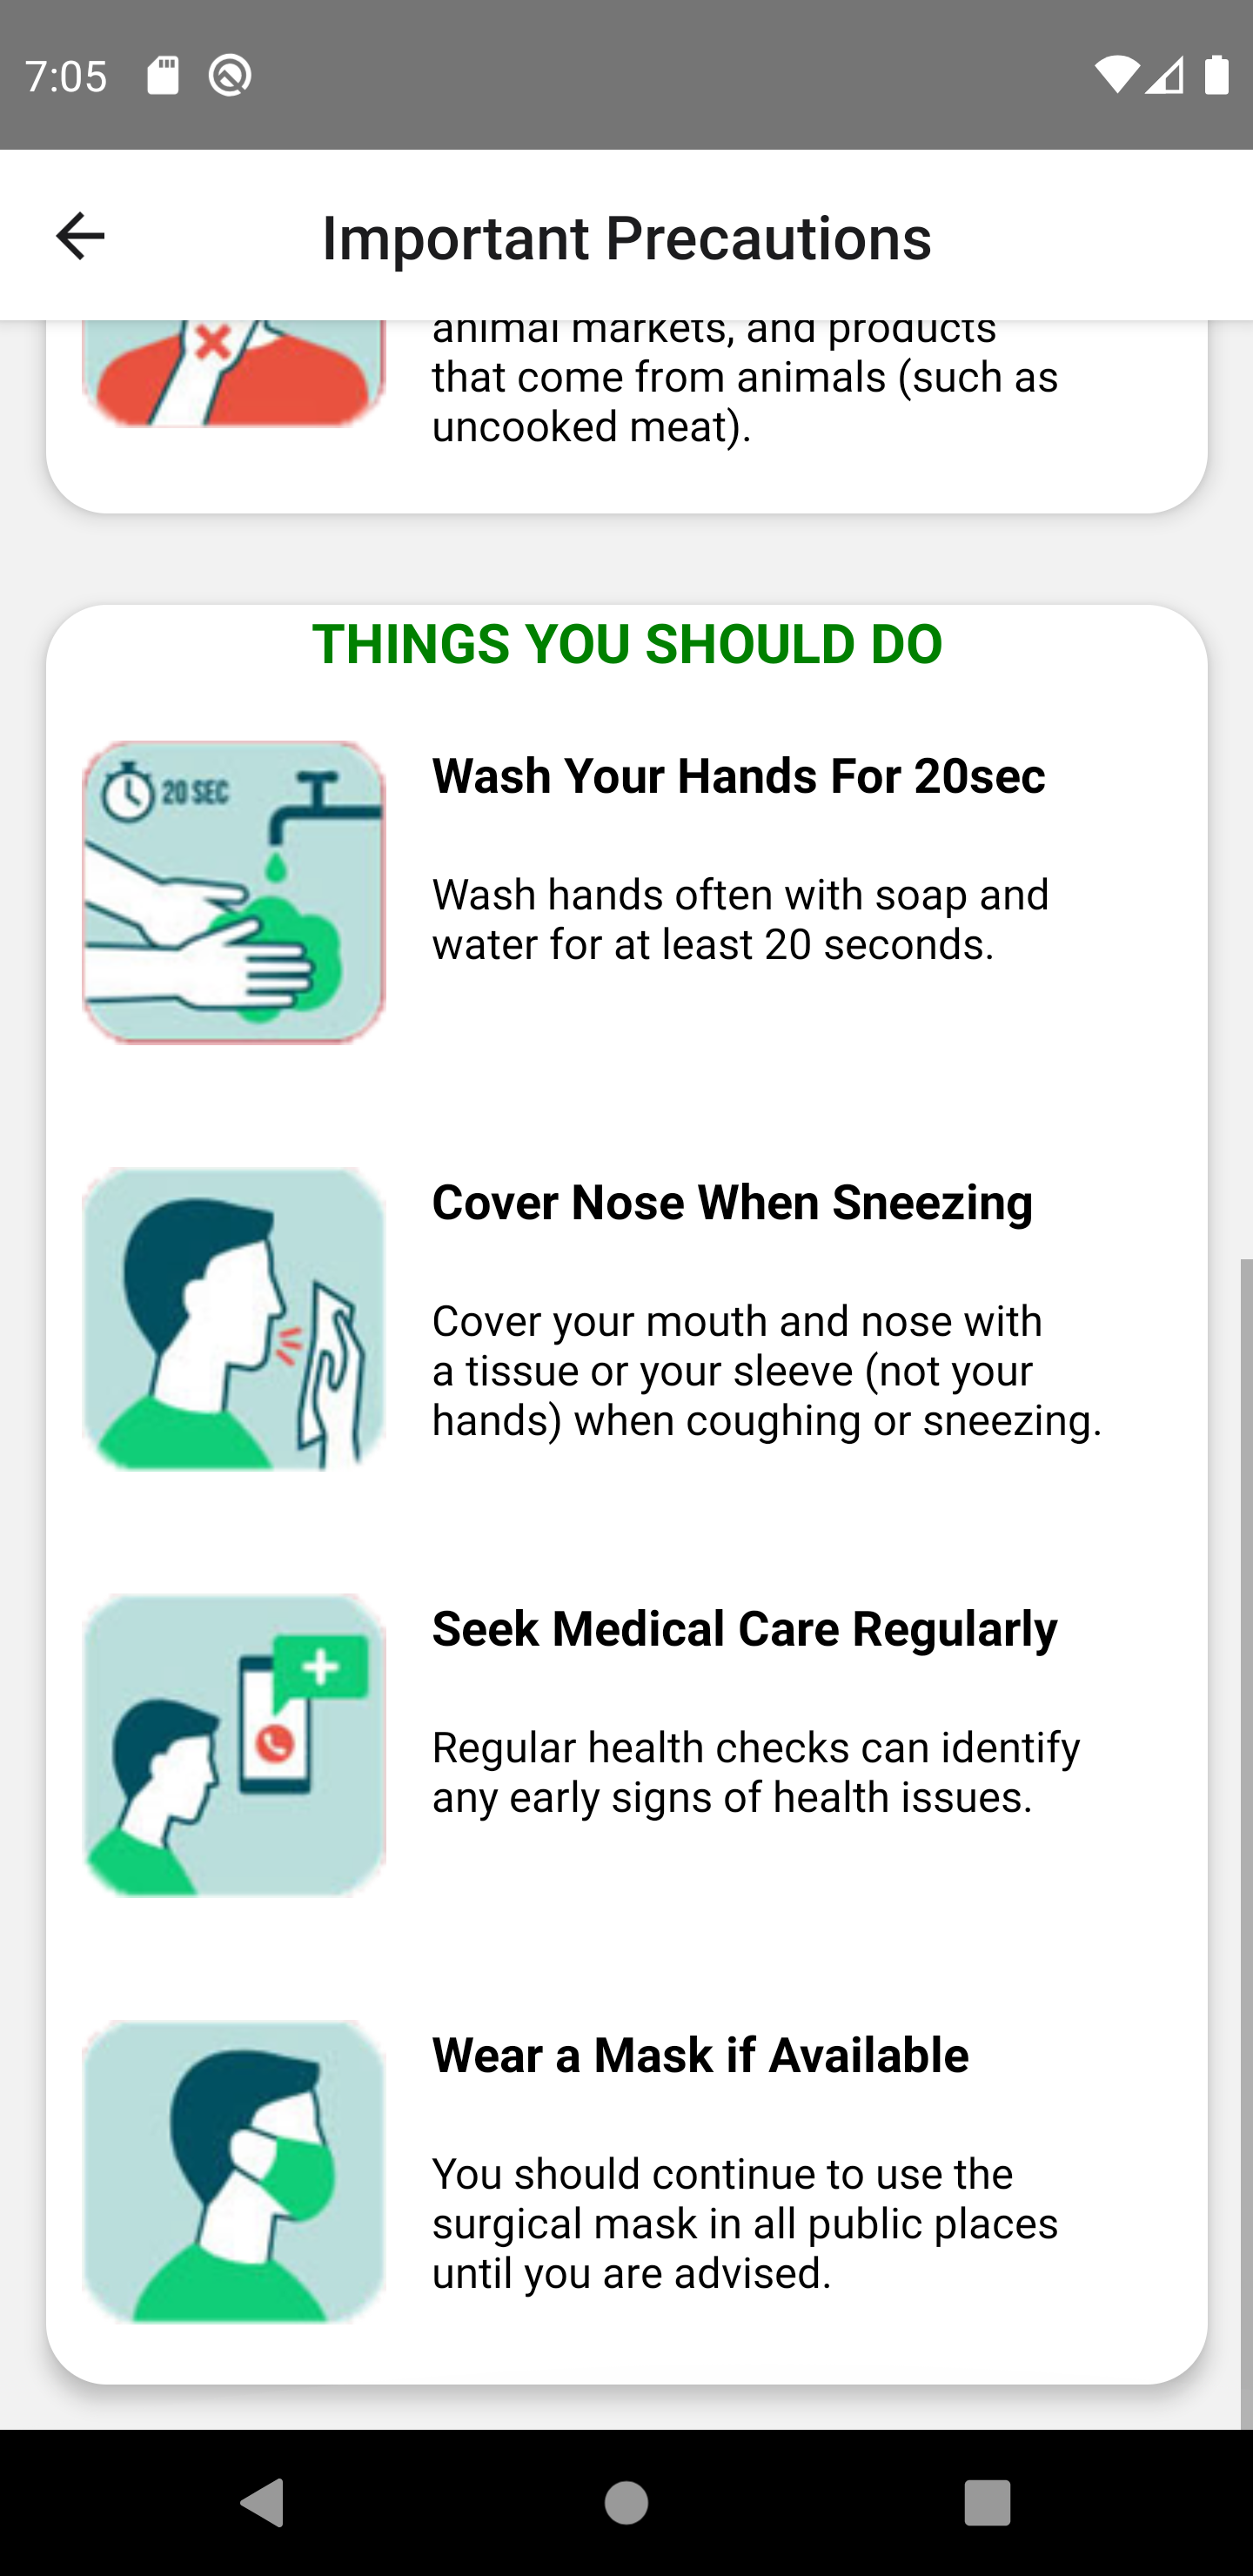 7:05
Important Precautions
animal markets, and products
that come from animals (such as
uncooked meat).
THINGS YOU SHOULD DO
20 SEC
Wash Your Hands For 20sec
Wash hands often with soap and
water for at least 20 seconds.
Cover Nose When Sneezing
Cover your mouth and nose with
a tissue or your sleeve (not your
hands) when coughing or sneezing.
Seek Medical Care Regularly
Regular health checks can identify
any early signs of health issues.
Wear a Mask if Available
You should continue to use the
surgical mask in all public places
until you are advised.